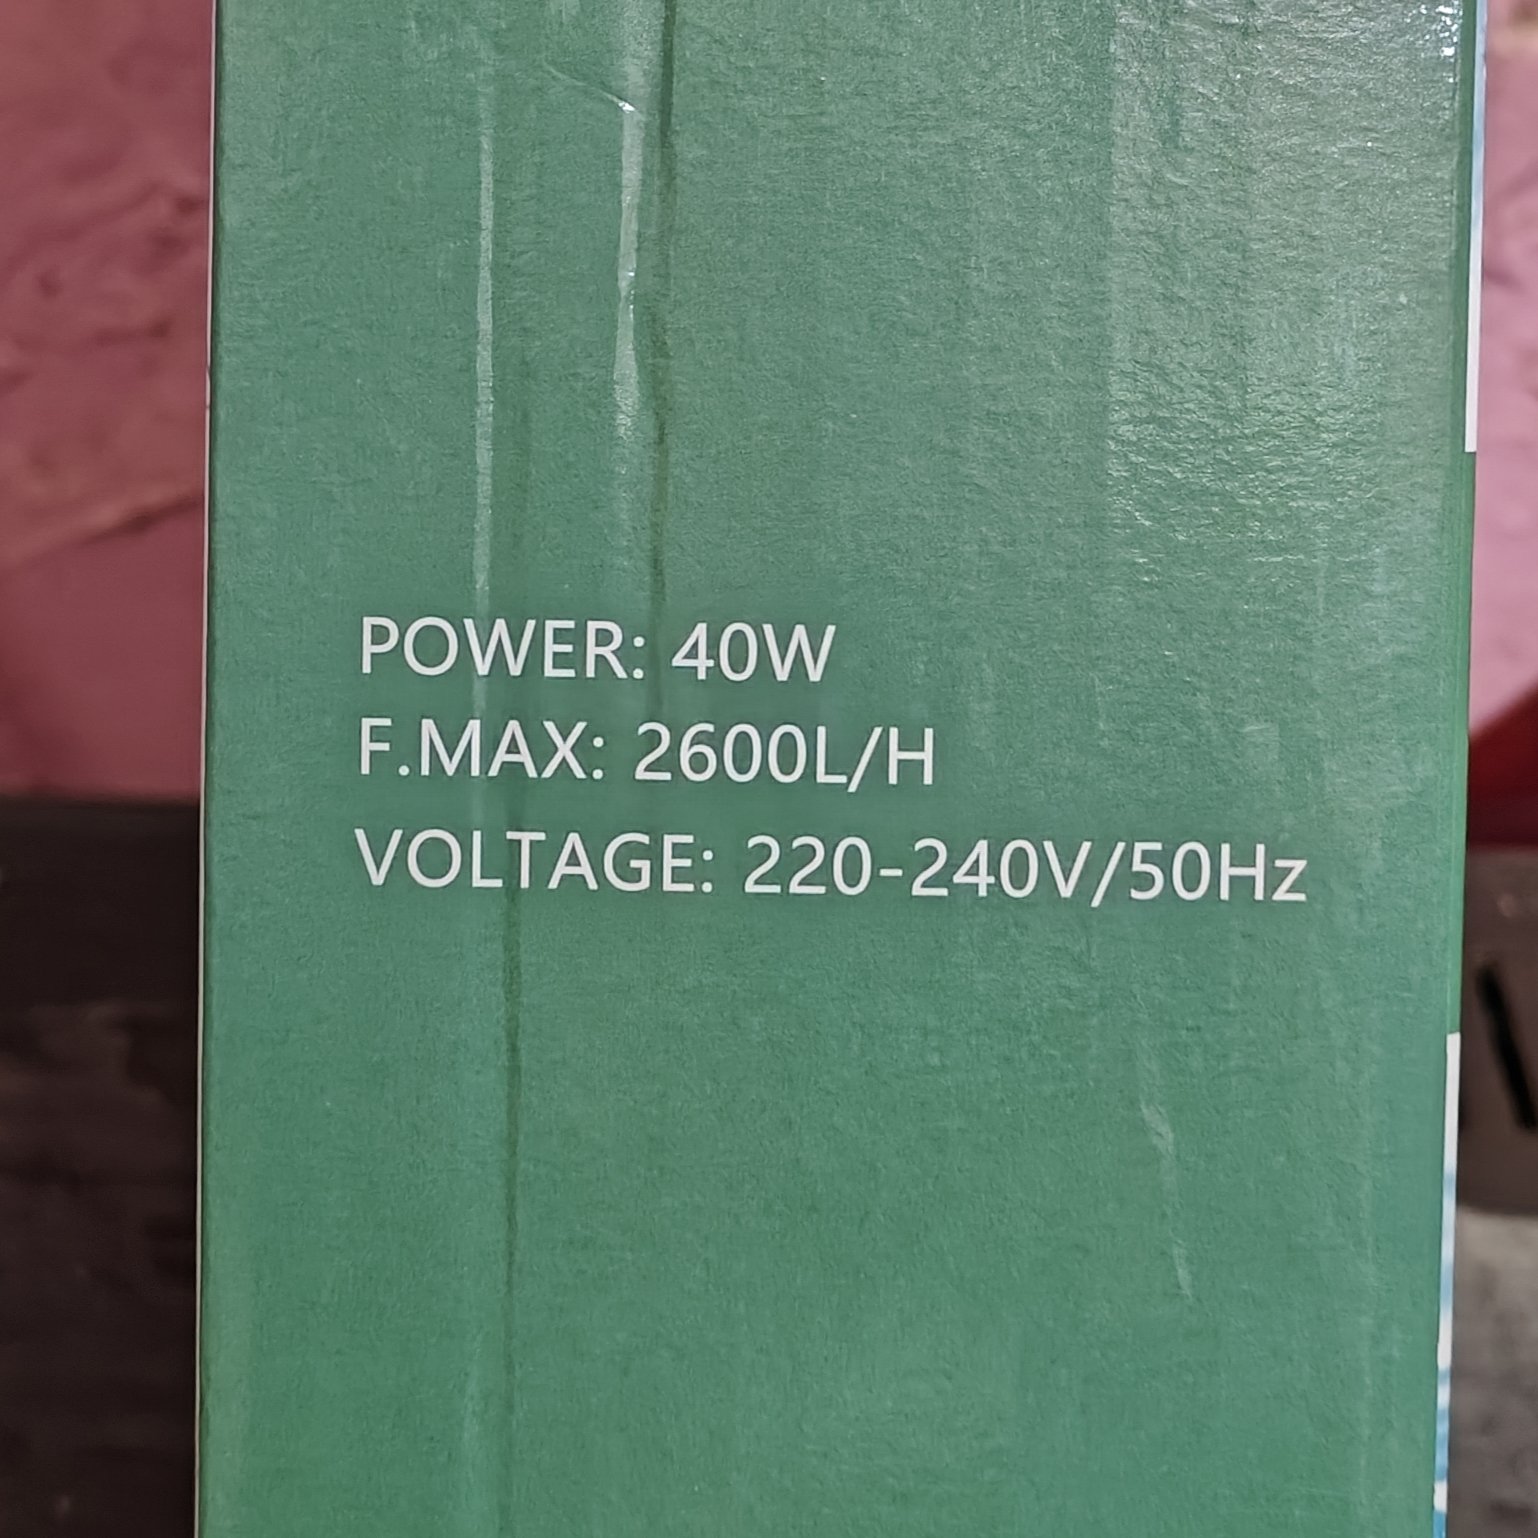 POWER: 40W
F.MAX: 2600L/H
VOLTAGE: 220-240V/50Hz